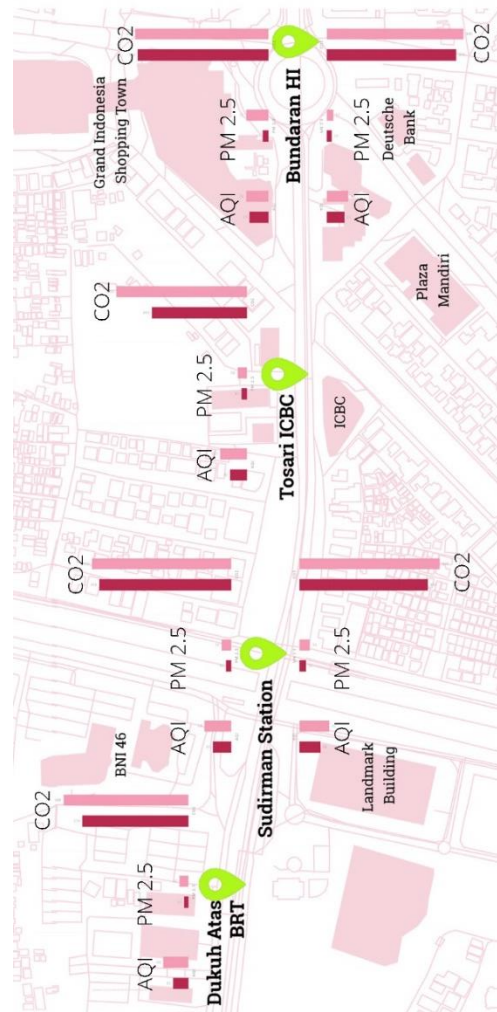 CO2
PM 2.5
AQI
Grand Indonesia
Shopping Town
Bundaran HI
CO2
PM 2.5
AQI
Deutsche
Bank
Plaza
Mandiri
CO2
PM 2.5
AQI
Tosari ICBC
ICBC
CO2
PM 2.5
AQI
BNI 46
Sudirman Station
CO2
PM 2.5
AQI
Landmark
Building
CO2
PM 2.5
AQI
Dukuh Atas
BRT